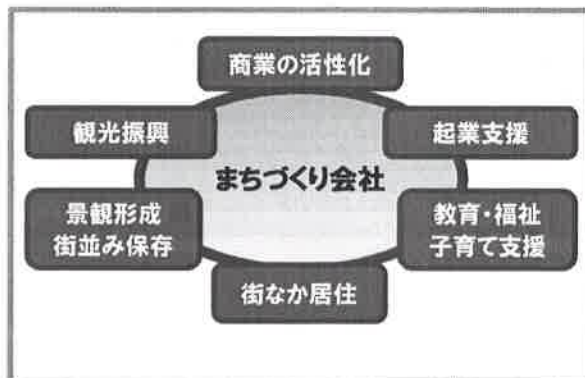 商業の活性化
観光振興
起業支援
まちづくり会社
景観形成
街並み保存
教育・福祉
子育て支援
街なか居住